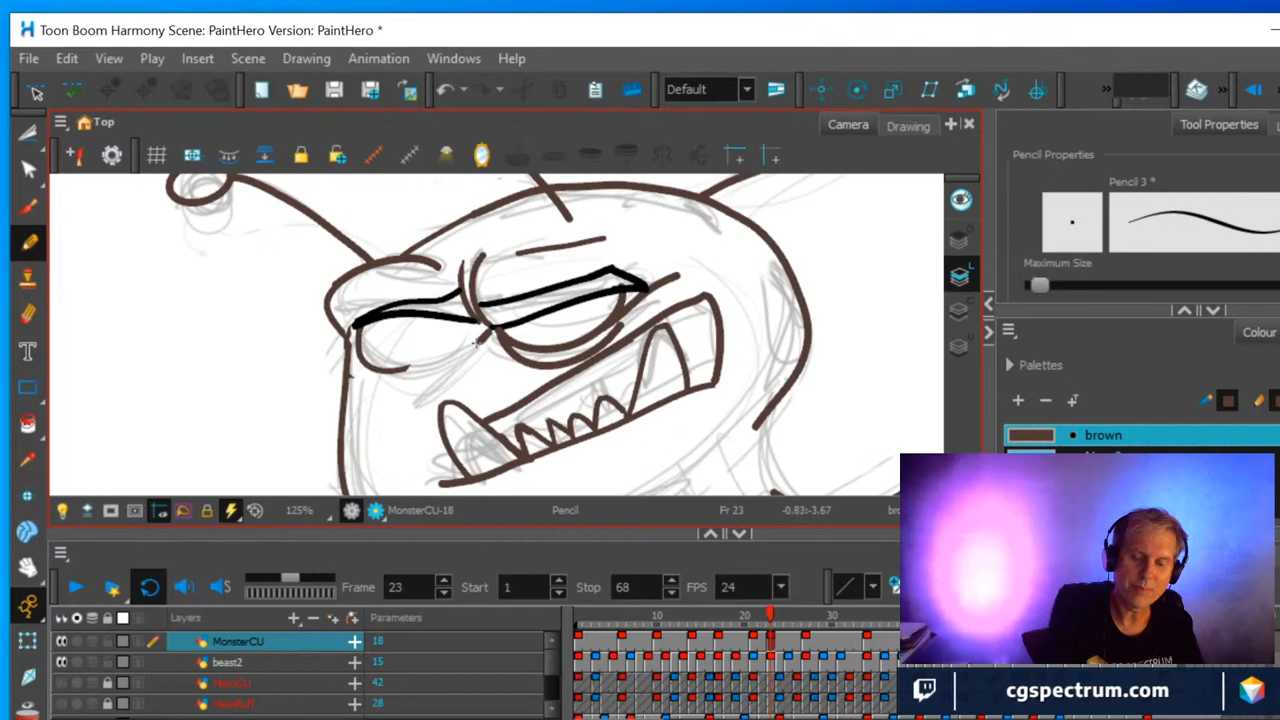 Toon Boom Harmony Scene: PaintHero Version: PaintHero *
File Edit View Play Insert Scene Drawing Animation Windows Help
Default
Top Camera Drawing
Tool Properties
Pencil Properties
Pencil 3 *
Maximum Size
Colour
Palettes
brown
125% MonsterCU-18 Pencil Fr 23 -0.83:-3.67
Frame 23 Start 1 Stop 68 FPS 24
Layers Parameters 10 20 30
MonsterCU 18
beast2 15
42
28
cgspectrum.com